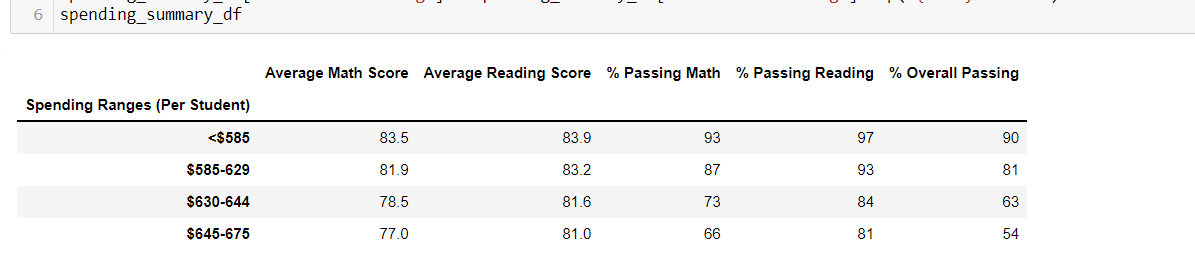 6 spending_summary_df
Average Math Score Average Reading Score % Passing Math % Passing Reading % Overall Passing
Spending Ranges (Per Student)
<$585 83.5 83.9 93 97 90
$585-629 81.9 83.2 87 93 81
$630-644 78.5 81.6 73 84 63
$645-675 77.0 81.0 66 81 54